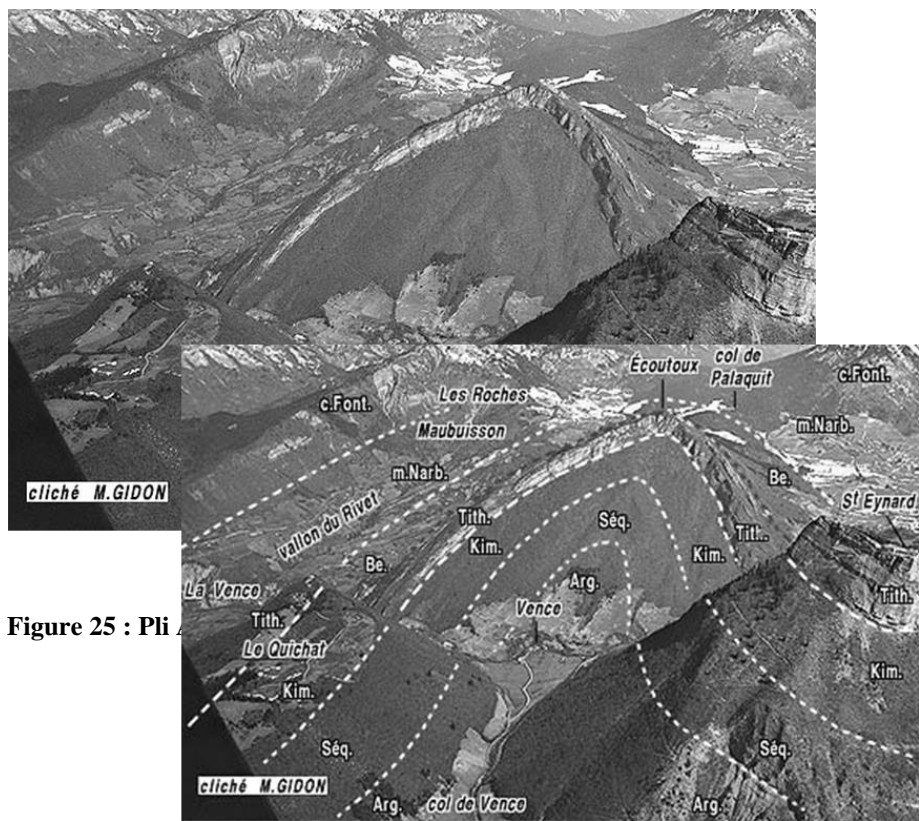 Écoutoux
col de
Palaquit
c.Font.
c.Font.
Les Roches
Maubuisson
m.Narb.
m.Narb.
Be.
vallon du Rivet
St Eynard
Tith.
Séq.
Kim.
Tith.
Kim.
Be.
Arg.
Tith.
La Vence
Vence
Tith.
Le Quichat
Kim.
Kim.
Séq.
Séq.
cliché M.GIDON
Arg.
col de Vence
Arg.
cliché M.GIDON
Figure 25 : Pli